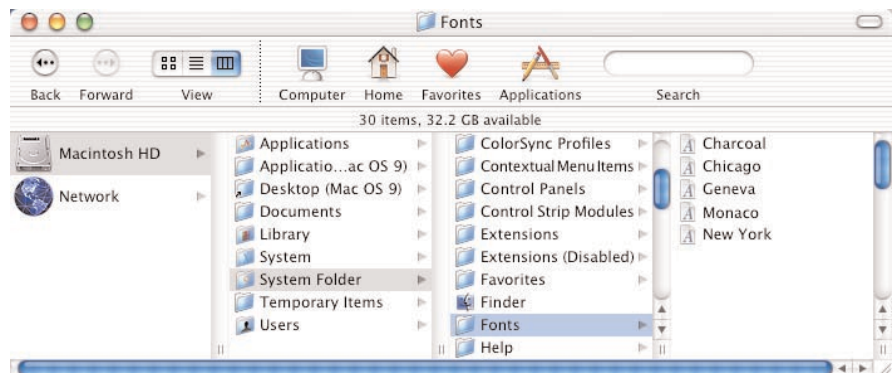 Fonts
Back Forward View Computer Home Favorites Applications Search
30 items, 32.2 GB available
Macintosh HD
Network
Applications
Applicatio...ac OS 9)
Desktop (Mac OS 9)
Documents
Library
System
System Folder
Temporary Items
Users
ColorSync Profiles
Contextual Menu Items
Control Panels
Control Strip Modules
Extensions
Extensions (Disabled)
Favorites
Finder
Fonts
Help
Charcoal
Chicago
Geneva
Monaco
New York